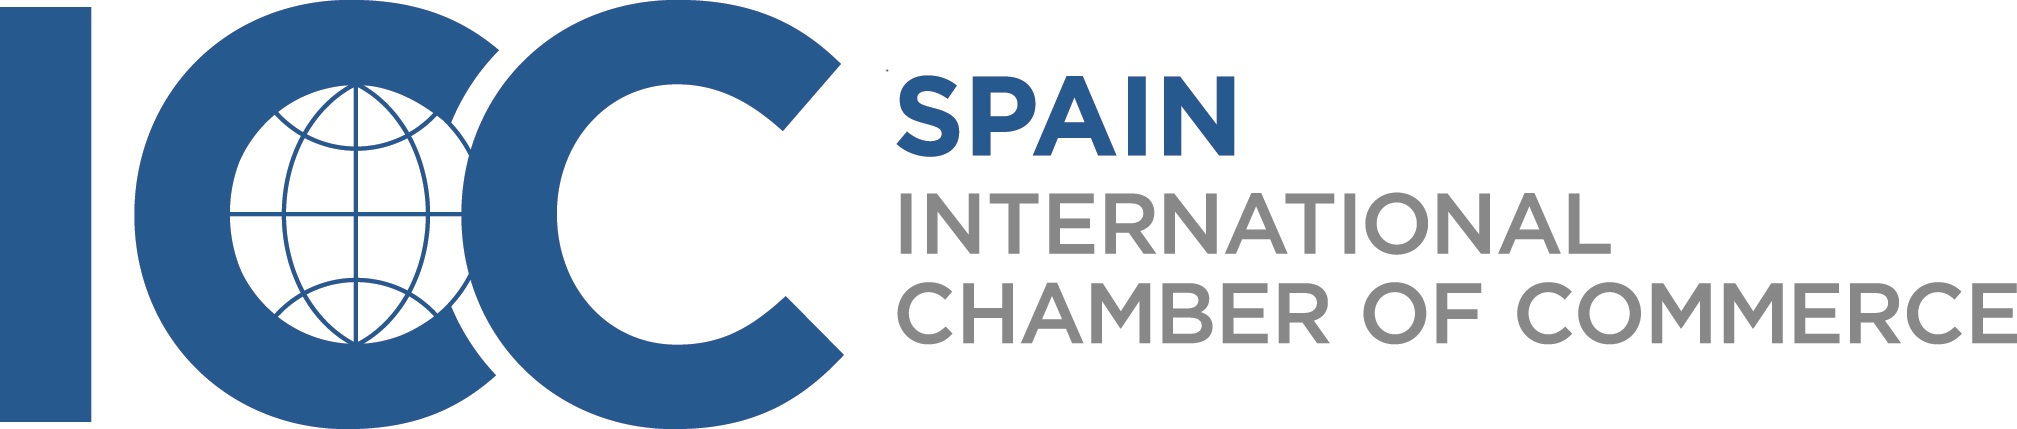 ICC
SPAIN
INTERNATIONAL
CHAMBER OF COMMERCE